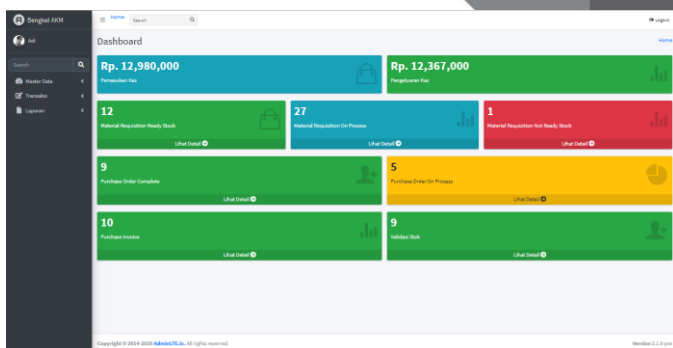 Bengkel AKM
Home
Search
Logout
Adi
Dashboard
Home
Search
Master Data
Transaksi
Laporan
Rp. 12,980,000
Pemasukan Kas
Rp. 12,367,000
Pengeluaran Kas
12
Material Requisition Ready Stock
Lihat Detail
27
Material Requisition On Process
Lihat Detail
1
Material Requisition Not Ready Stock
Lihat Detail
9
Purchase Order Complete
Lihat Detail
5
Purchase Order On Process
Lihat Detail
10
Purchase Invoice
Lihat Detail
9
Validasi Stok
Lihat Detail
Copyright © 2014-2020 AdminLTE.io. All rights reserved.
Version 3.1.0-pre